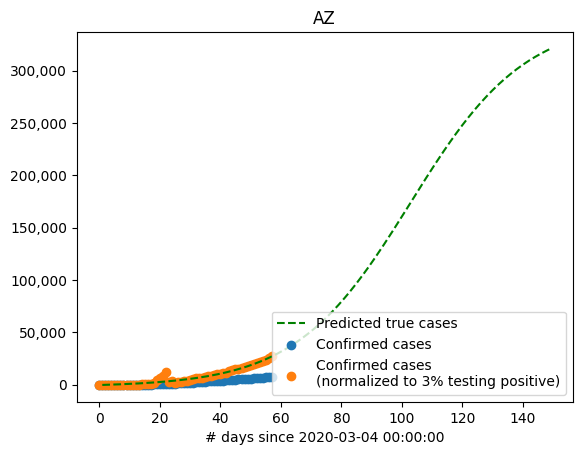 AZ
300,000
250,000
200,000
150,000
100,000
50,000
0
Predicted true cases
Confirmed cases
Confirmed cases
(normalized to 3% testing positive)
0 20 40 60 80 100 120 140
# days since 2020-03-04 00:00:00